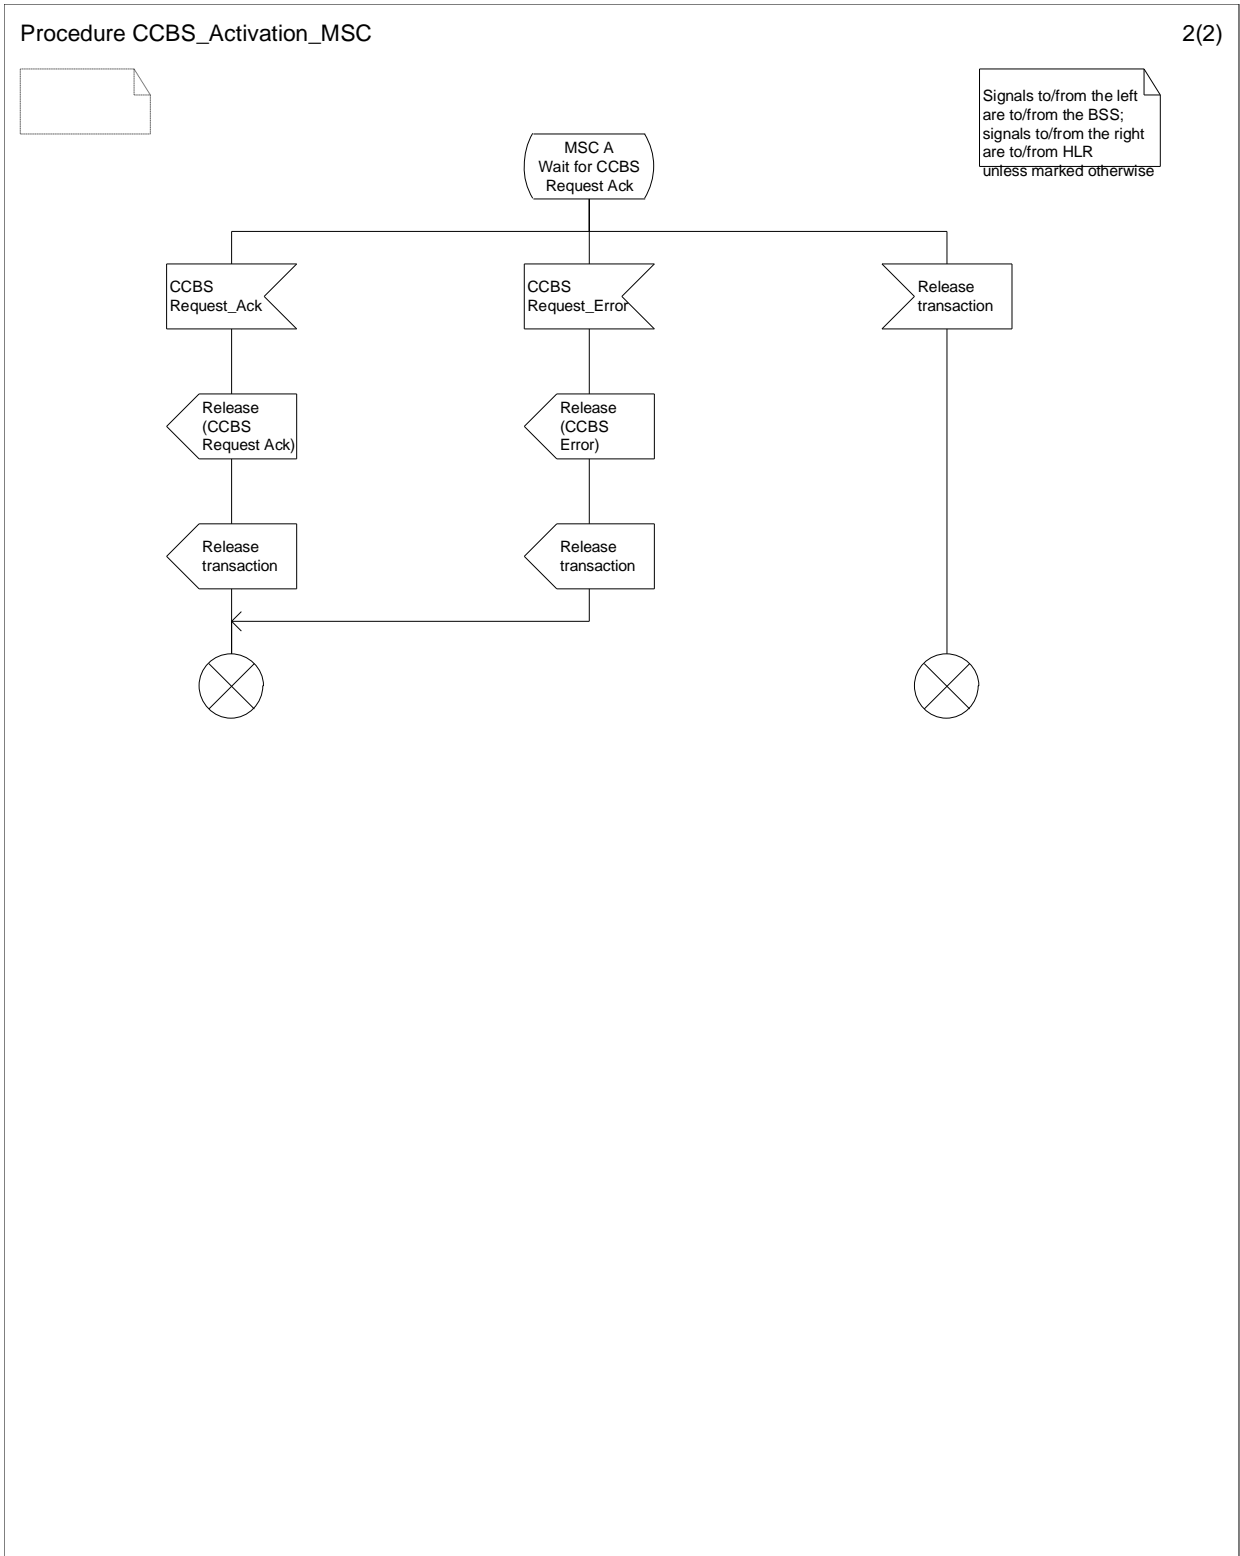 Procedure CCBS_Activation_MSC
2(2)
Signals to/from the left
are to/from the BSS;
signals to/from the right
are to/from HLR
unless marked otherwise
MSC A
Wait for CCBS
Request Ack
CCBS
Request_Ack
CCBS
Request_Error
Release
transaction
Release
(CCBS
Request Ack)
Release
(CCBS
Error)
Release
transaction
Release
transaction